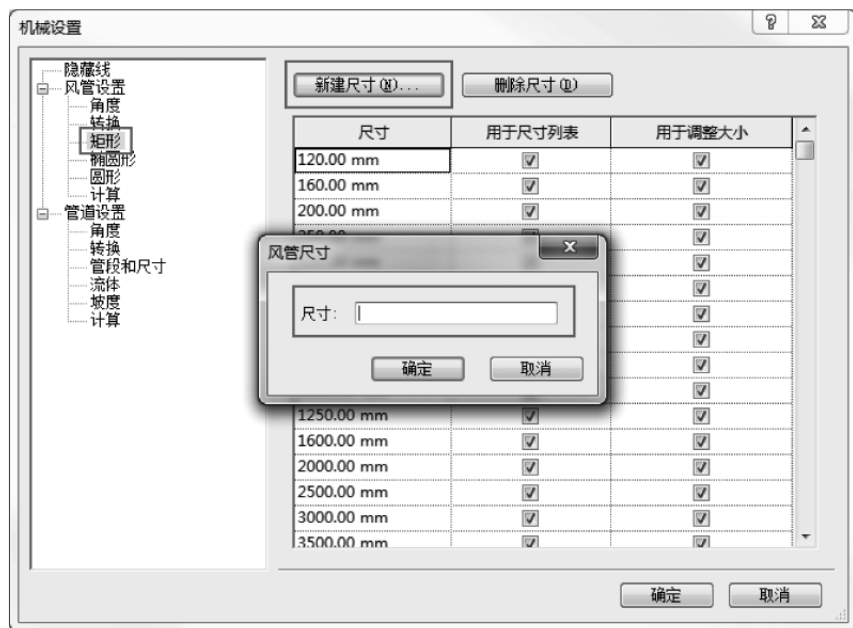 机械设置
隐藏线
风管设置
角度
转换
矩形
椭圆形
圆形
计算
管道设置
角度
转换
管段和尺寸
流体
坡度
计算
新建尺寸(N)... 删除尺寸(D)
尺寸 用于尺寸列表 用于调整大小
120.00 mm
160.00 mm
200.00 mm
风管尺寸
尺寸:
确定 取消
1250.00 mm
1600.00 mm
2000.00 mm
2500.00 mm
3000.00 mm
3500.00 mm
确定 取消